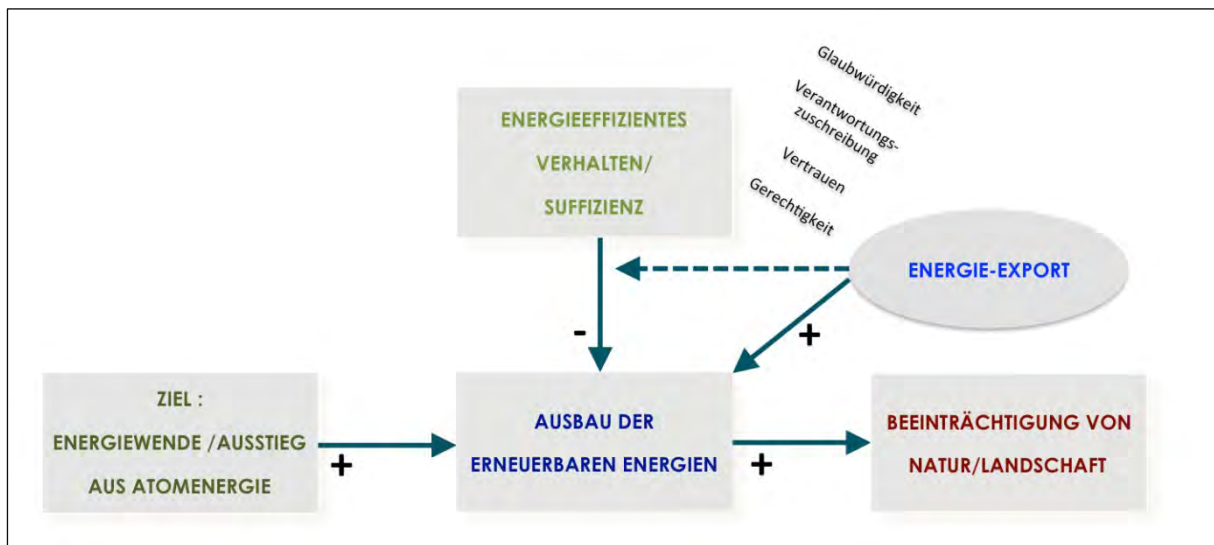 Glaubwürdigkeit
Verantwortungs-
zuschreibung
Vertrauen
Gerechtigkeit
ENERGIEEFFIZIENTES
VERHALTEN/
SUFFIZIENZ
ENERGIE-EXPORT
-
+
ZIEL :
ENERGIEWENDE /AUSSTIEG
AUS ATOMENERGIE
+
AUSBAU DER
ERNEUERBAREN ENERGIEN
+
BEEINTRÄCHTIGUNG VON
NATUR/LANDSCHAFT